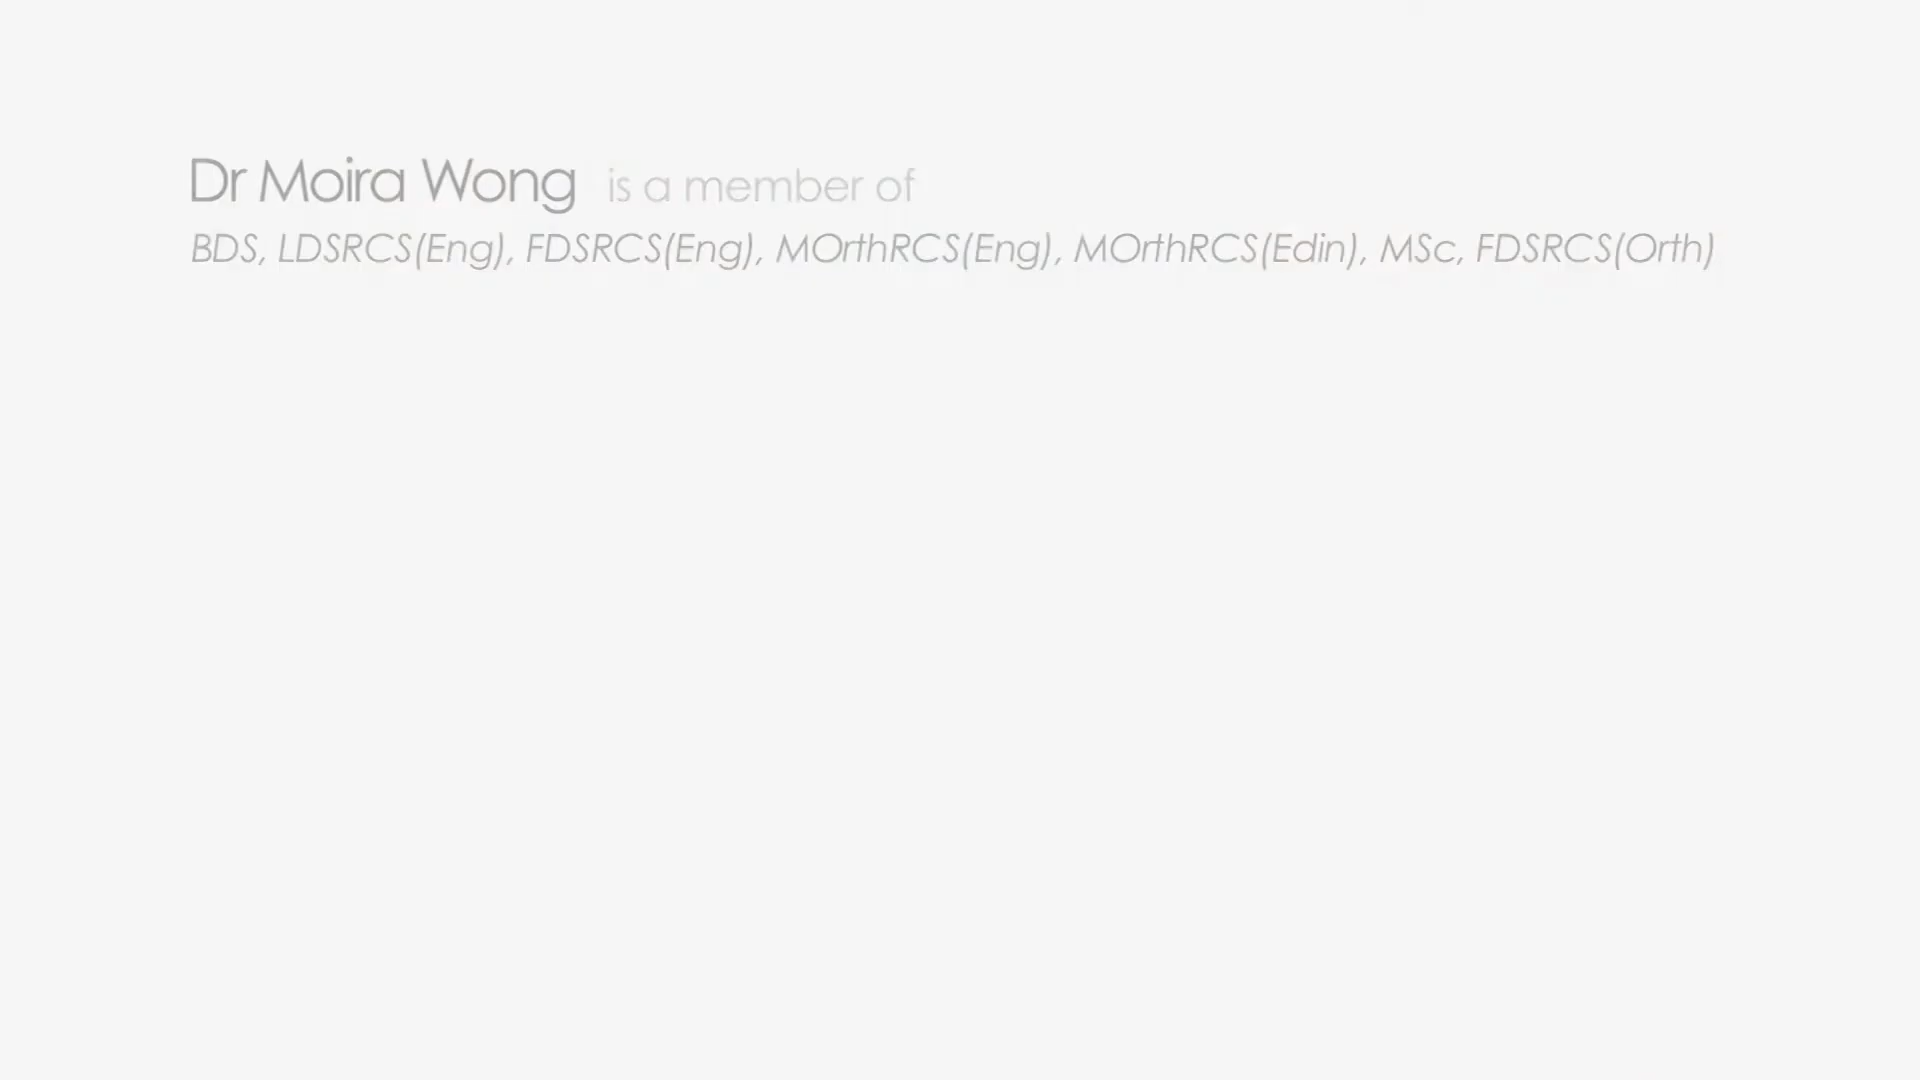 Dr Moira Wong is a member of
BDS, LDSRCS(Eng), FDSRCS(Eng), MOrthRCS(Eng), MOrthRCS(Edin), MSc, FDSRCS(Orth)